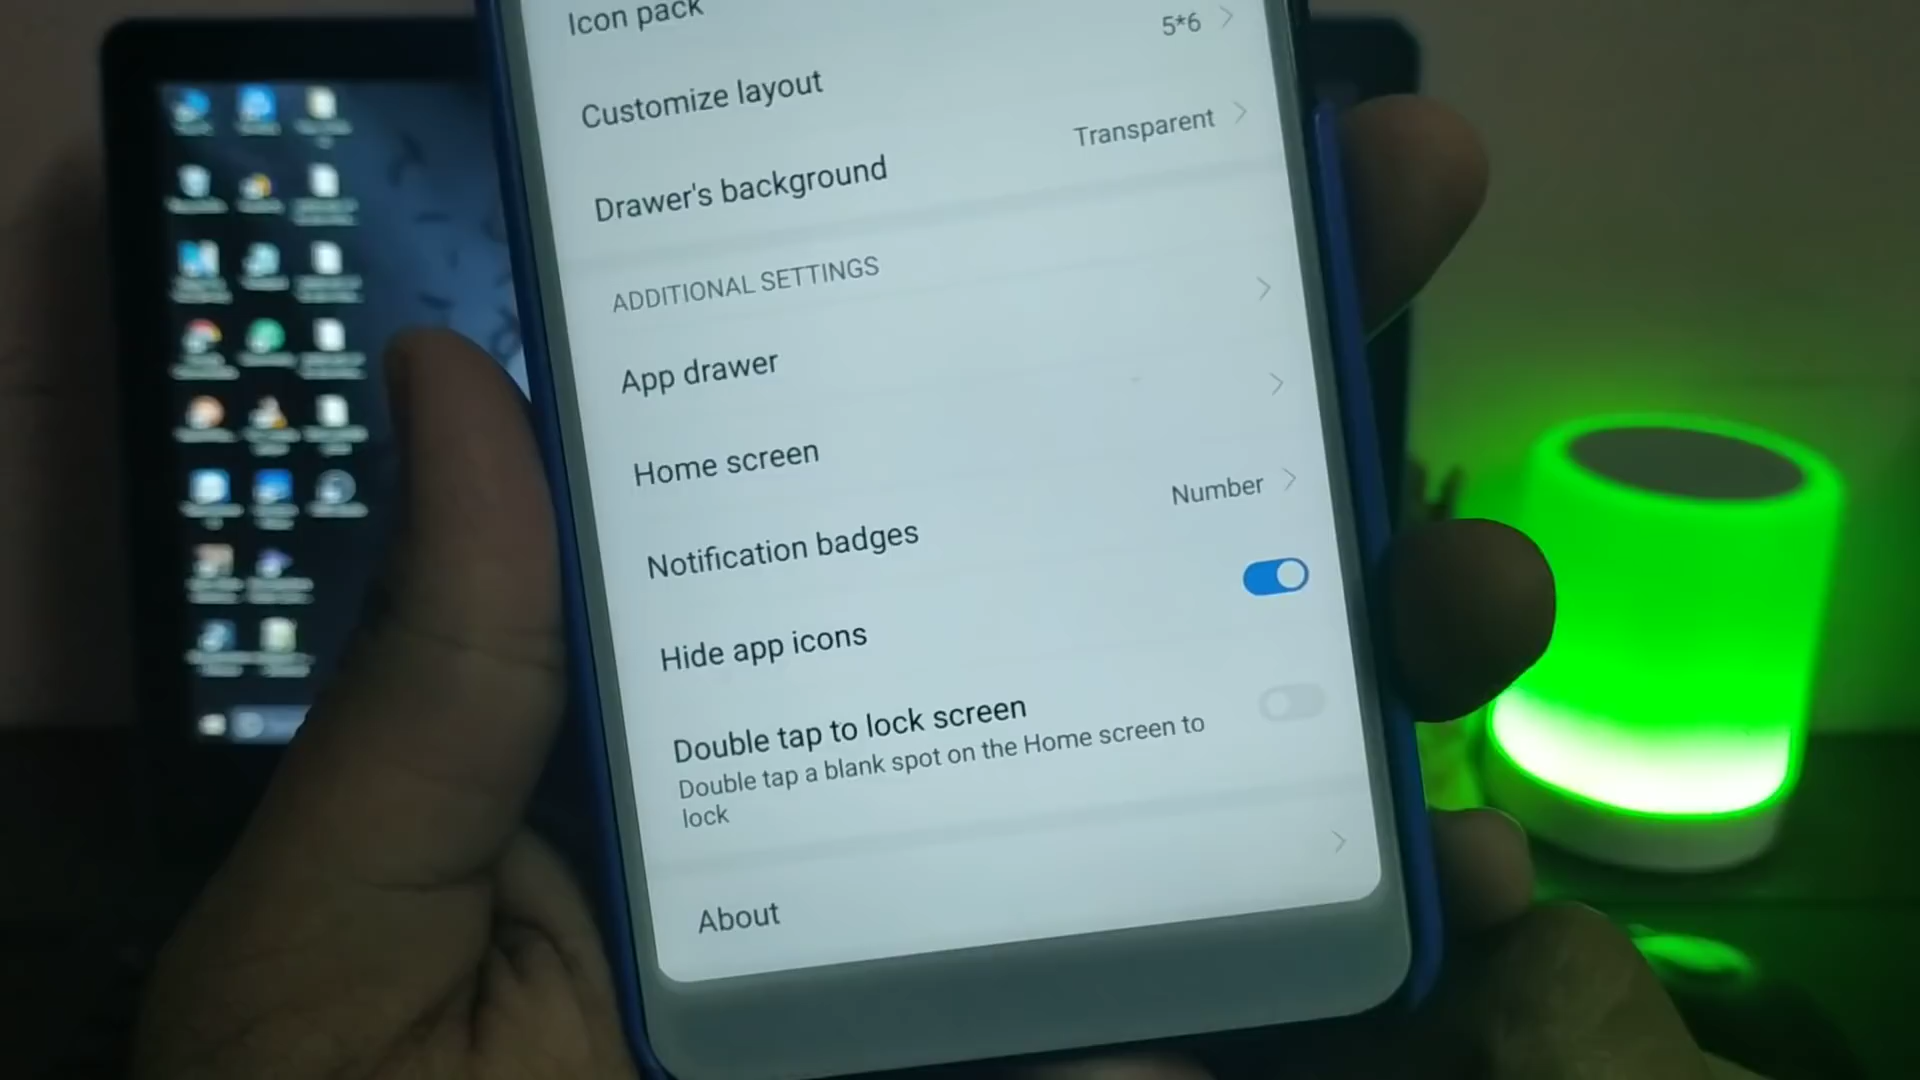 Icon pack
Customize layout
5*6
Drawer's background
Transparent
ADDITIONAL SETTINGS
App drawer
Home screen
Notification badges
Number
Hide app icons
Double tap to lock screen
Double tap a blank spot on the Home screen to
lock
About